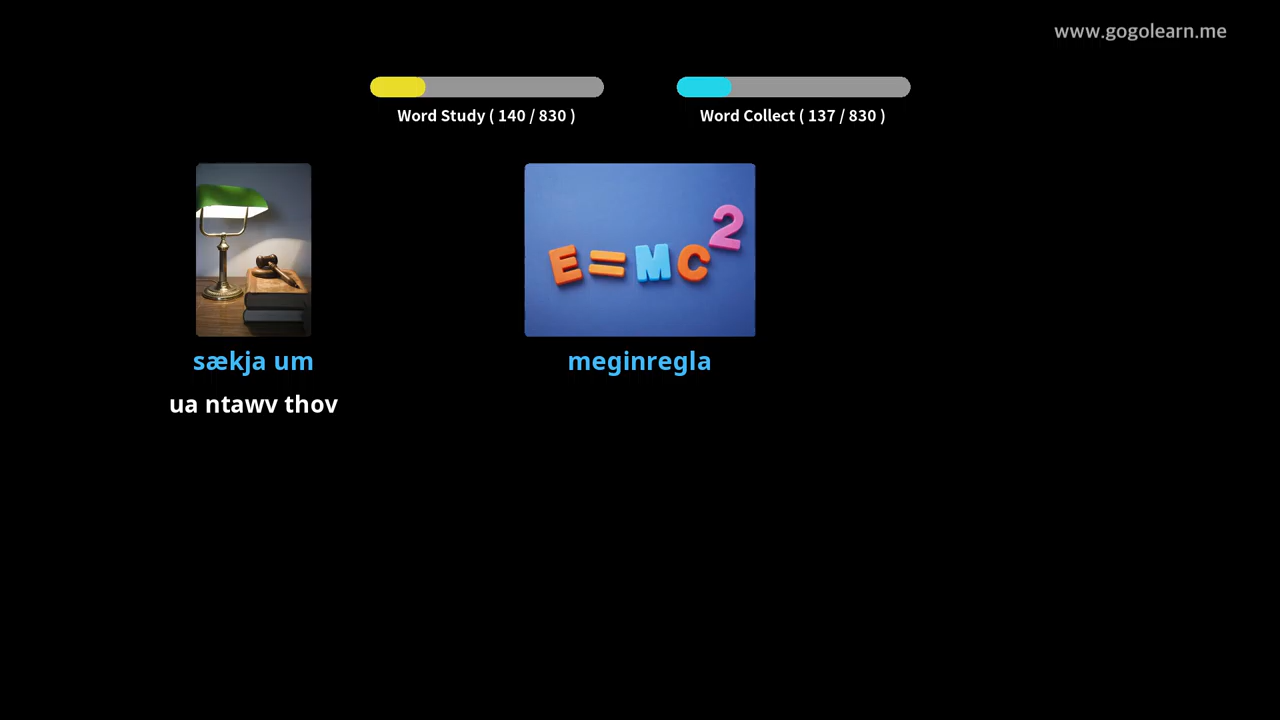 www.gogolearn.me
Word Study ( 140 / 830 )
Word Collect ( 137 / 830 )
E=MC2
sækja um
meginregla
ua ntawv thov